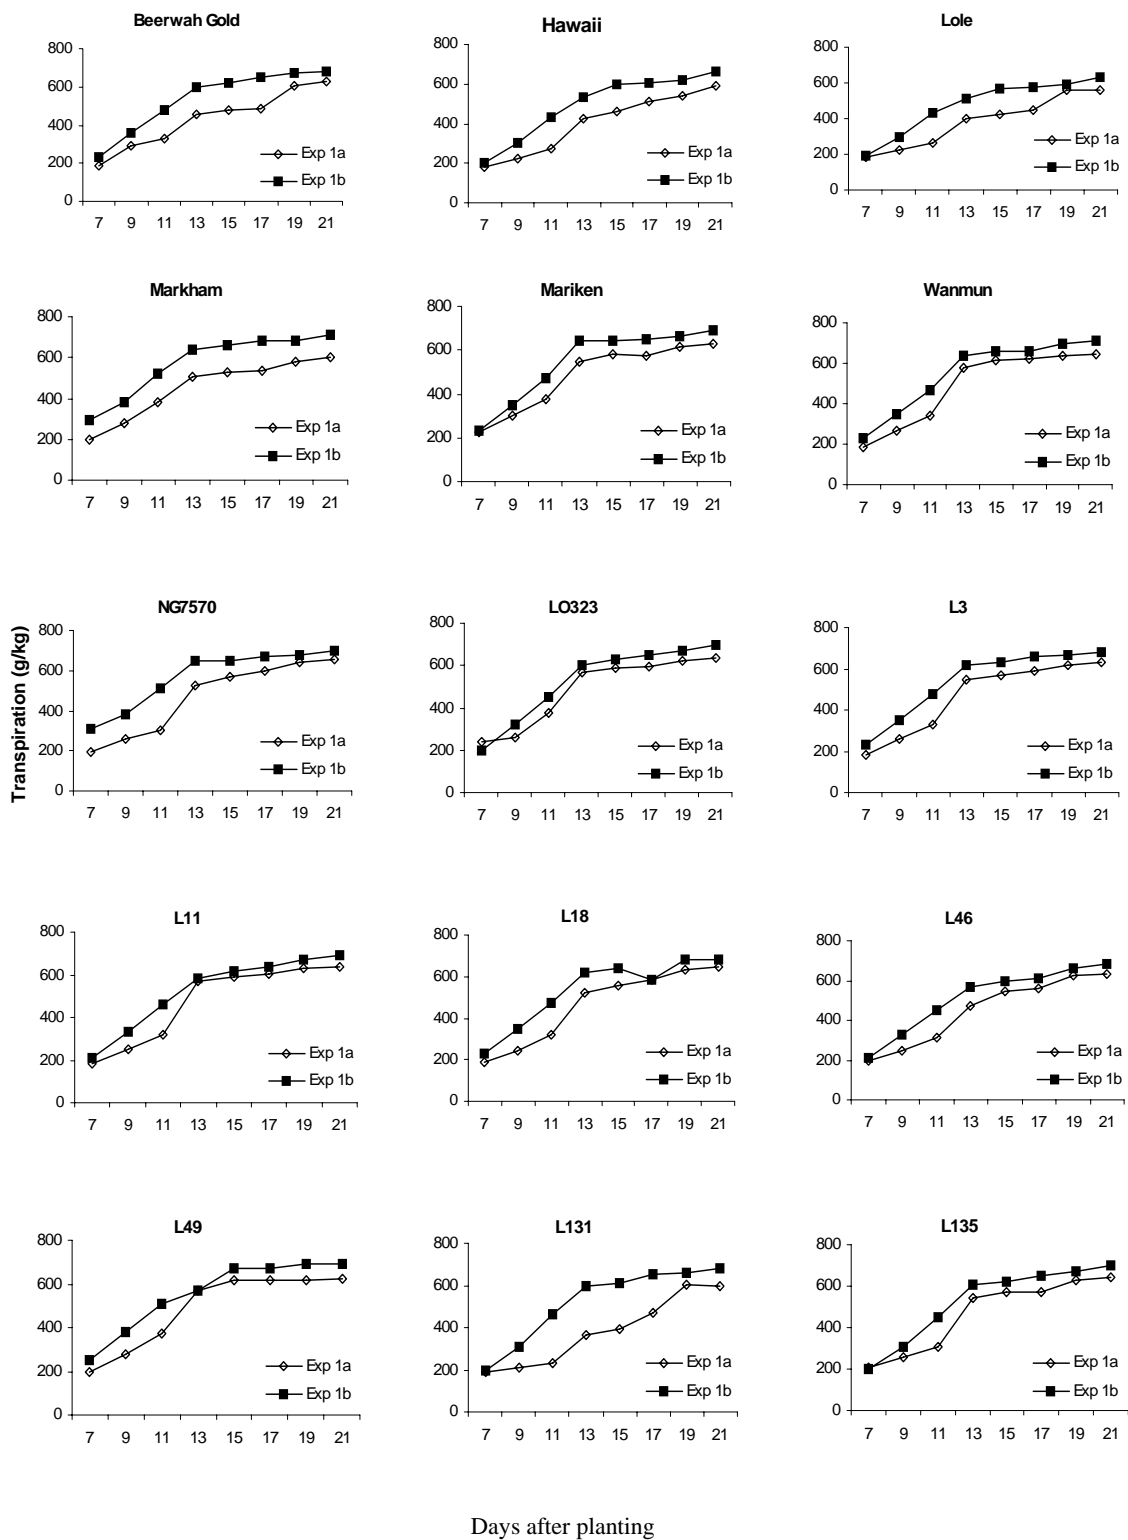 Beerwah Gold
800
600
400
200
0
Exp 1a
Exp 1b
7 9 11 13 15 17 19 21
Hawaii
800
600
400
200
0
Exp 1a
Exp 1b
7 9 11 13 15 17 19 21
Lole
800
600
400
200
0
Exp 1a
Exp 1b
7 9 11 13 15 17 19 21
Markham
800
600
400
200
0
Exp 1a
Exp 1b
7 9 11 13 15 17 19 21
Mariken
800
600
400
200
0
Exp 1a
Exp 1b
7 9 11 13 15 17 19 21
Wanmun
800
600
400
200
0
Exp 1a
Exp 1b
7 9 11 13 15 17 19 21
Transpiration (g/kg)
NG7570
800
600
400
200
0
Exp 1a
Exp 1b
7 9 11 13 15 17 19 21
LO323
800
600
400
200
0
Exp 1a
Exp 1b
7 9 11 13 15 17 19 21
L3
800
600
400
200
0
Exp 1a
Exp 1b
7 9 11 13 15 17 19 21
L11
800
600
400
200
0
Exp 1a
Exp 1b
7 9 11 13 15 17 19 21
L18
800
600
400
200
0
Exp 1a
Exp 1b
7 9 11 13 15 17 19 21
L46
800
600
400
200
0
Exp 1a
Exp 1b
7 9 11 13 15 17 19 21
L49
800
600
400
200
0
Exp 1a
Exp 1b
7 9 11 13 15 17 19 21
L131
800
600
400
200
0
Exp 1a
Exp 1b
7 9 11 13 15 17 19 21
L135
800
600
400
200
0
Exp 1a
Exp 1b
7 9 11 13 15 17 19 21
Days after planting